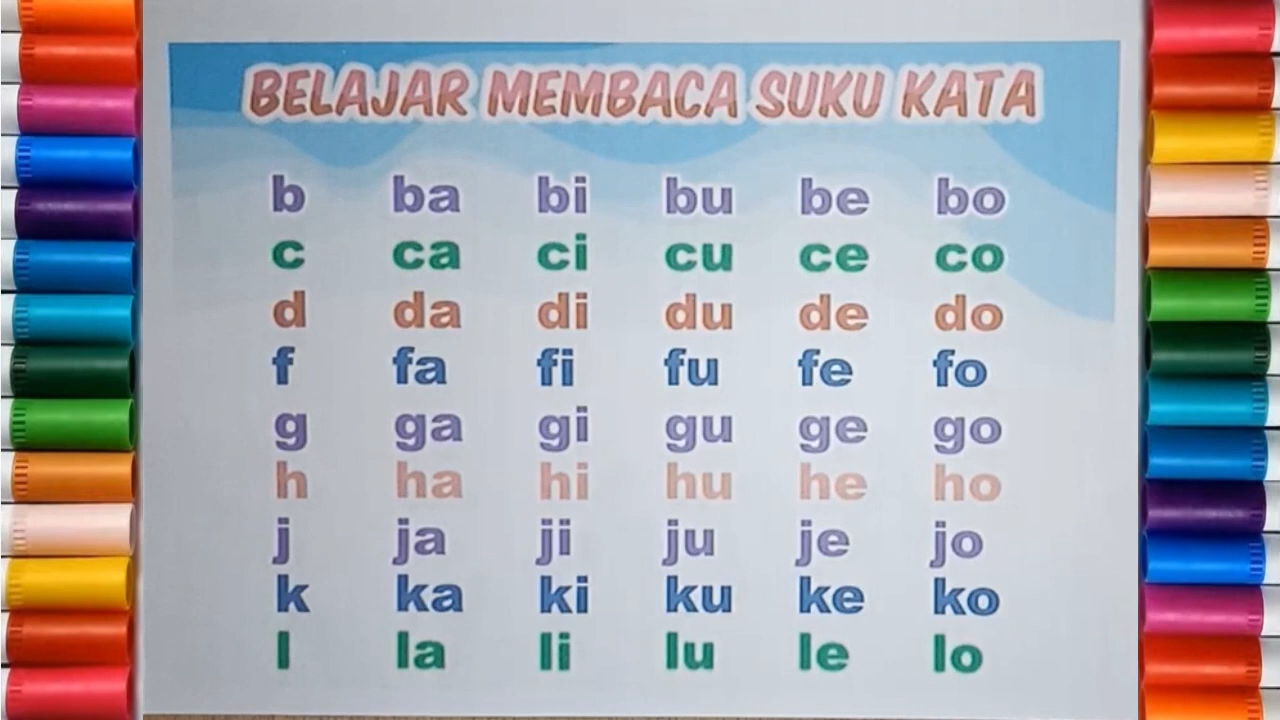 BELAJAR MEMBACA SUKU KATA
b ba bi bu be bo
c ca ci cu ce co
d da di du de do
f fa fi fu fe fo
g ga gi gu ge go
h ha hi hu he ho
j ja ji ju je jo
k ka ki ku ke ko
l la li lu le lo